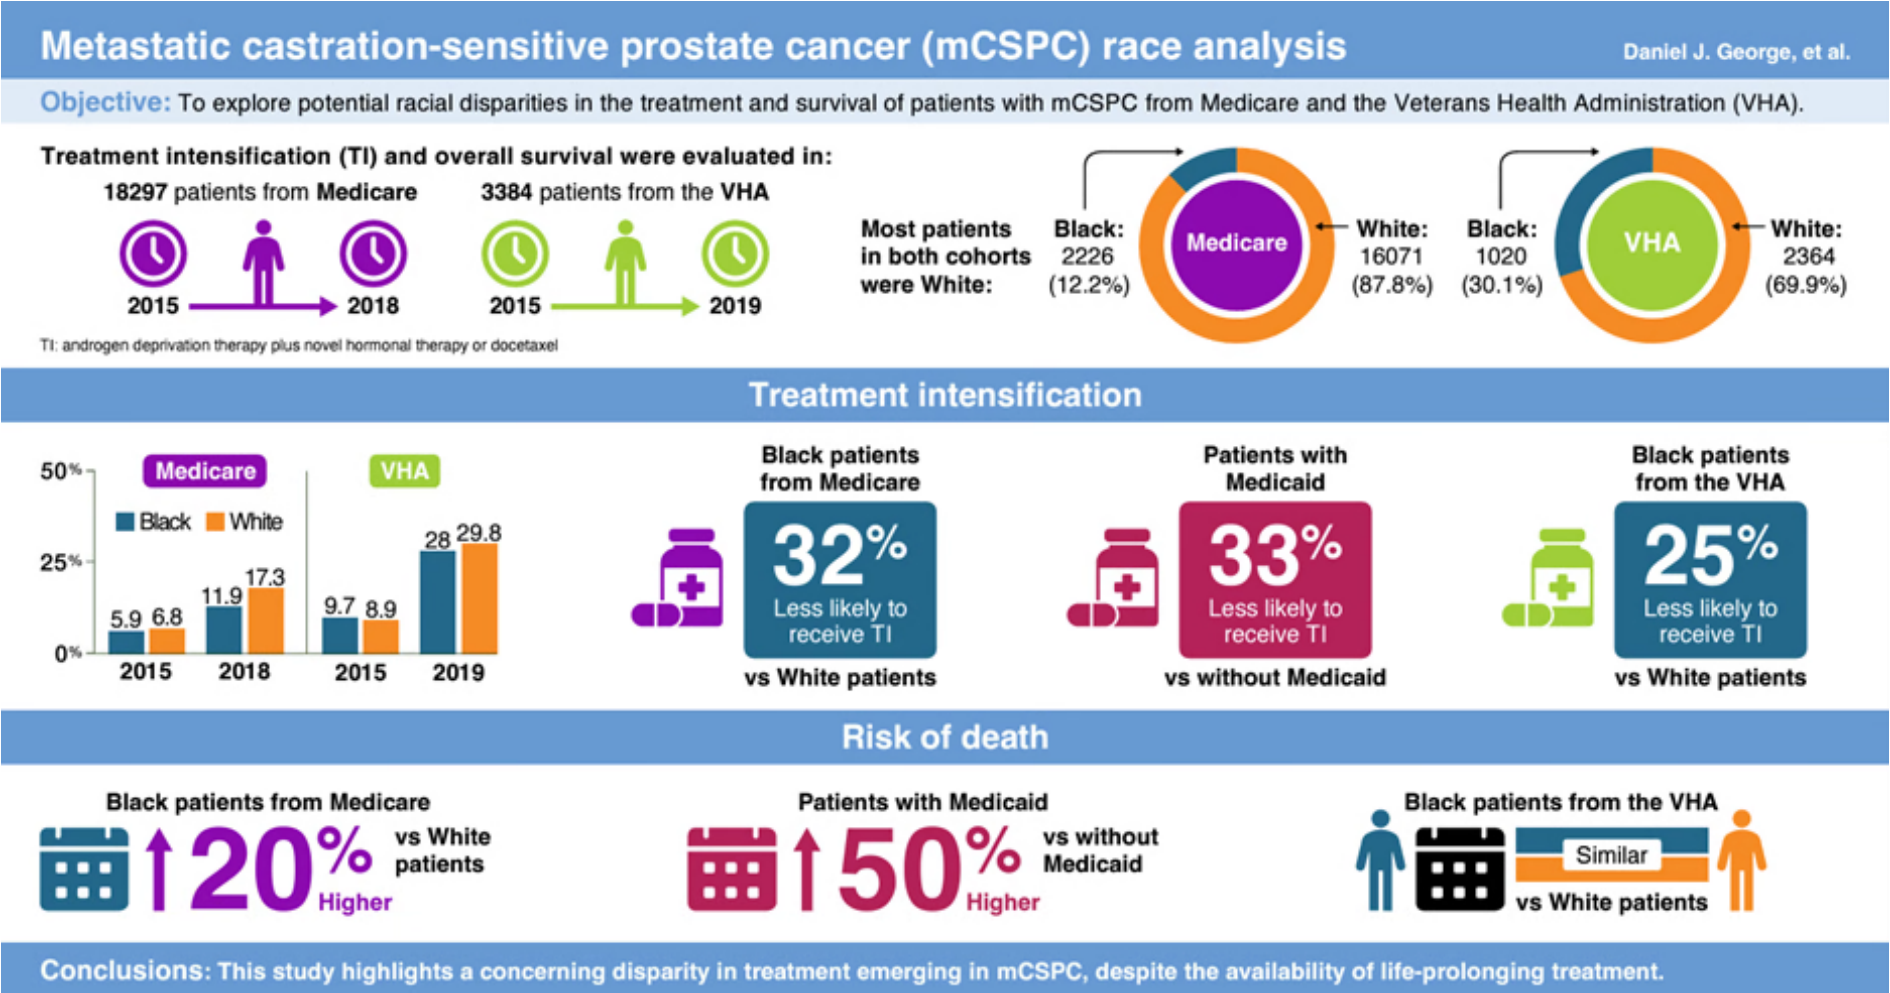 Metastatic castration-sensitive prostate cancer (mCSPC) race analysis
Daniel J. George, et al.
Objective: To explore potential racial disparities in the treatment and survival of patients with mCSPC from Medicare and the Veterans Health Administration (VHA).
Treatment intensification (TI) and overall survival were evaluated in:
18297 patients from Medicare
2015
2018
3384 patients from the VHA
2015
2019
TI: androgen deprivation therapy plus novel hormonal therapy or docetaxel
Most patients
in both cohorts
were White:
Black:
2226
(12.2%)
Medicare
White:
16071
(87.8%)
Black:
1020
(30.1%)
VHA
White:
2364
(69.9%)
Treatment intensification
50%
25%
0%
Medicare
Black
White
5.9
6.8
11.9
17.3
2015
2018
VHA
9.7
8.9
28
29.8
2015
2019
Black patients
from Medicare
32%
Less likely to
receive TI
vs White patients
Patients with
Medicaid
33%
Less likely to
receive TI
vs without Medicaid
Black patients
from the VHA
25%
Less likely to
receive TI
vs White patients
Risk of death
Black patients from Medicare
20%
Higher
vs White
patients
Patients with Medicaid
50%
Higher
vs without
Medicaid
Black patients from the VHA
Similar
vs White patients
Conclusions: This study highlights a concerning disparity in treatment emerging in mCSPC, despite the availability of life-prolonging treatment.